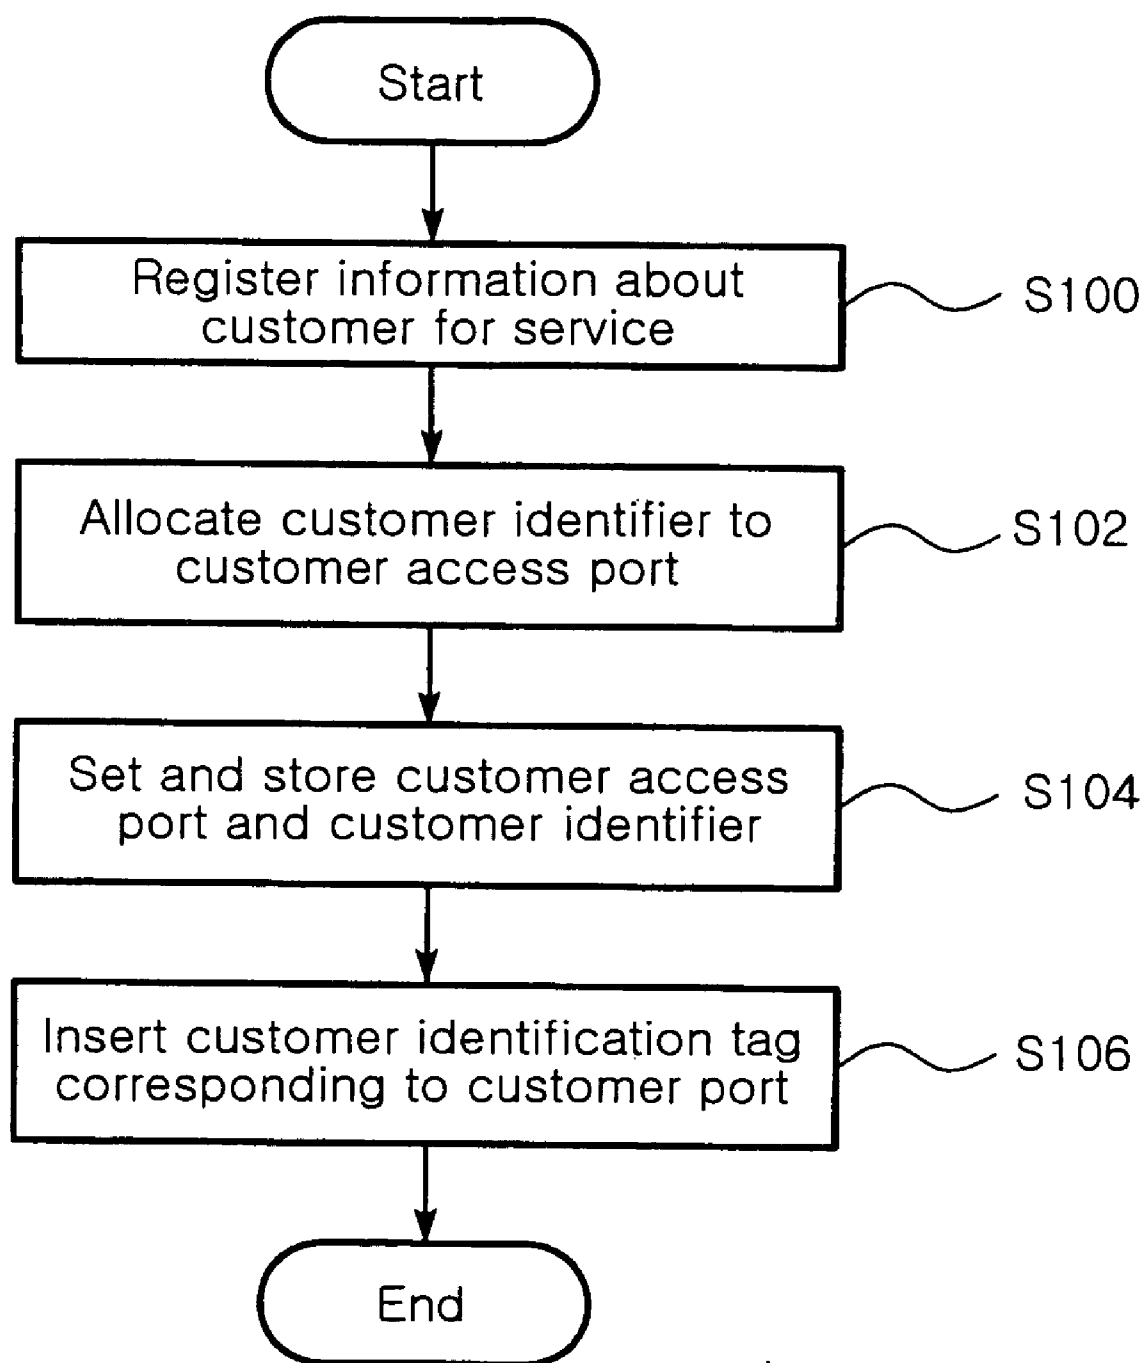 Start
Register information about
customer for service
S100
Allocate customer identifier to
customer access port
S102
Set and store customer access
port and customer identifier
S104
Insert customer identification tag
corresponding to customer port
S106
End